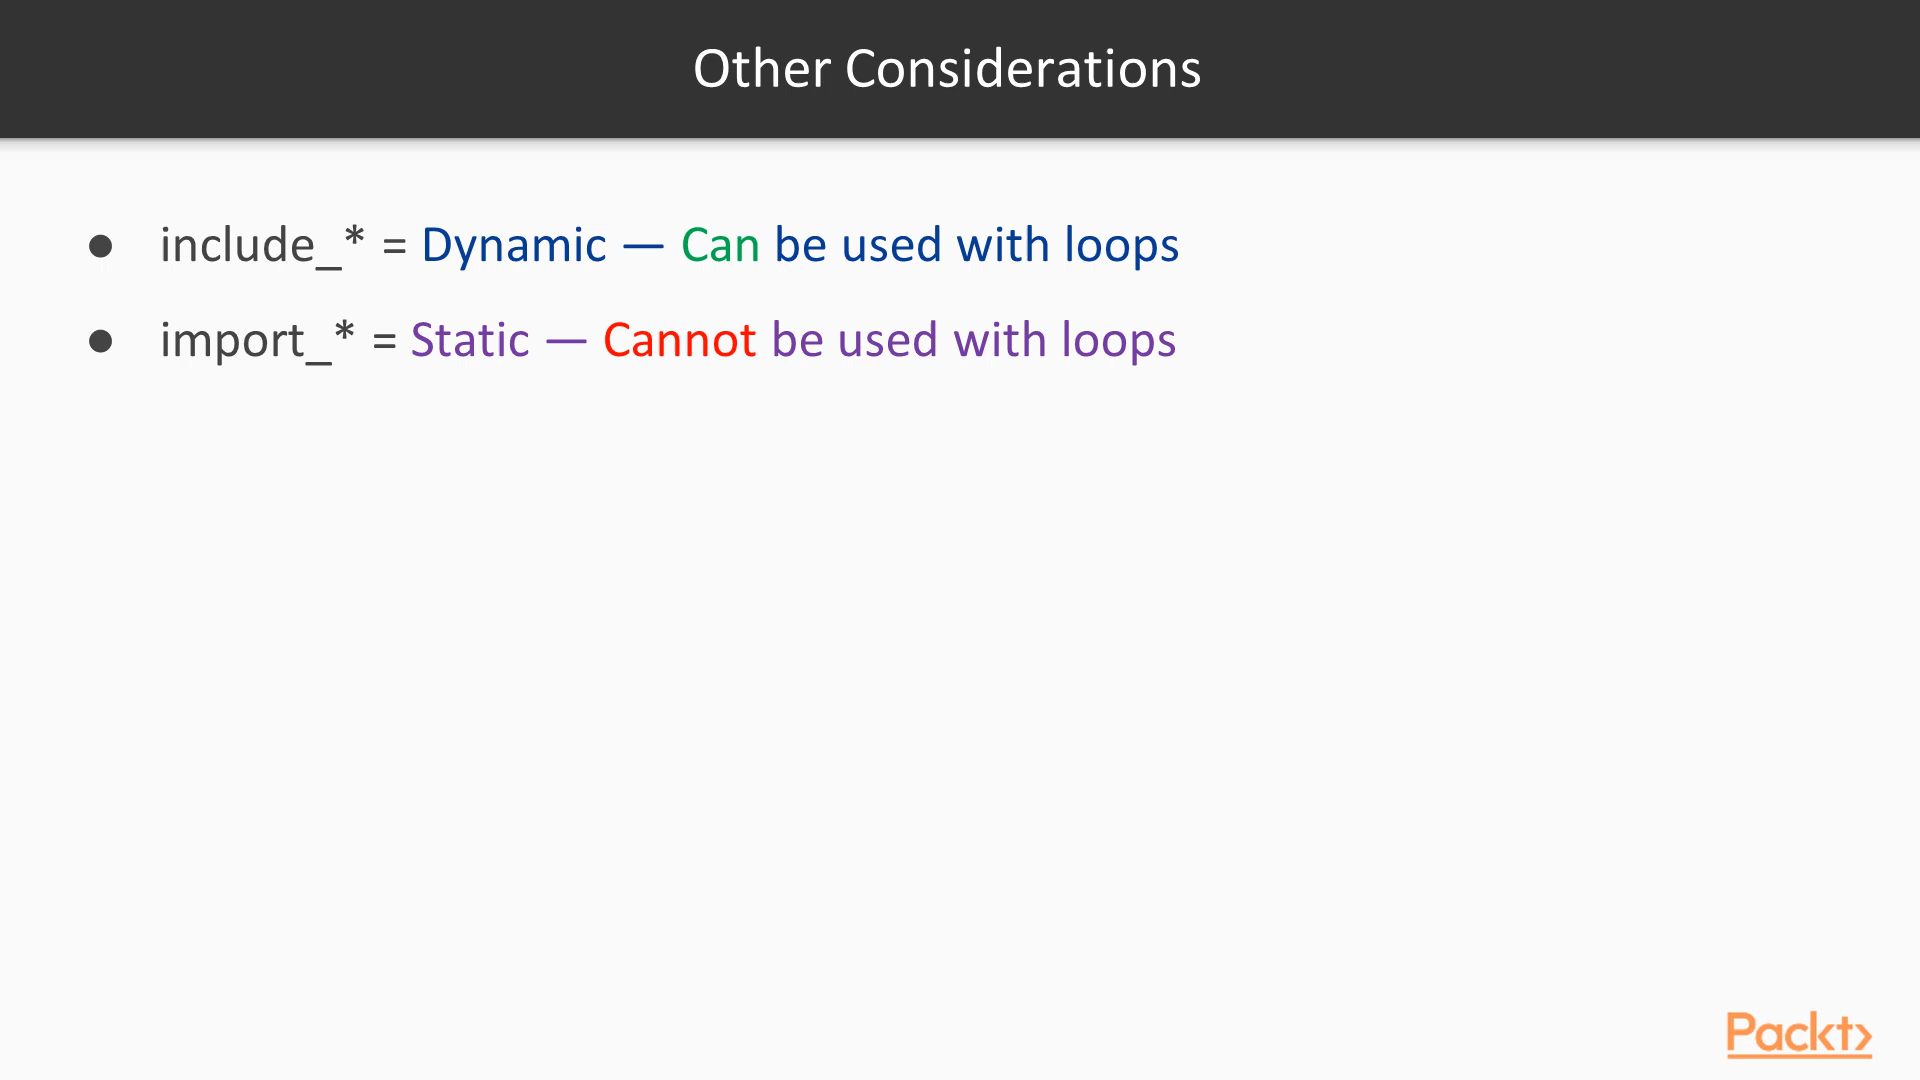 Other Considerations
● include_* = Dynamic — Can be used with loops
● import_* = Static — Cannot be used with loops
Packt>